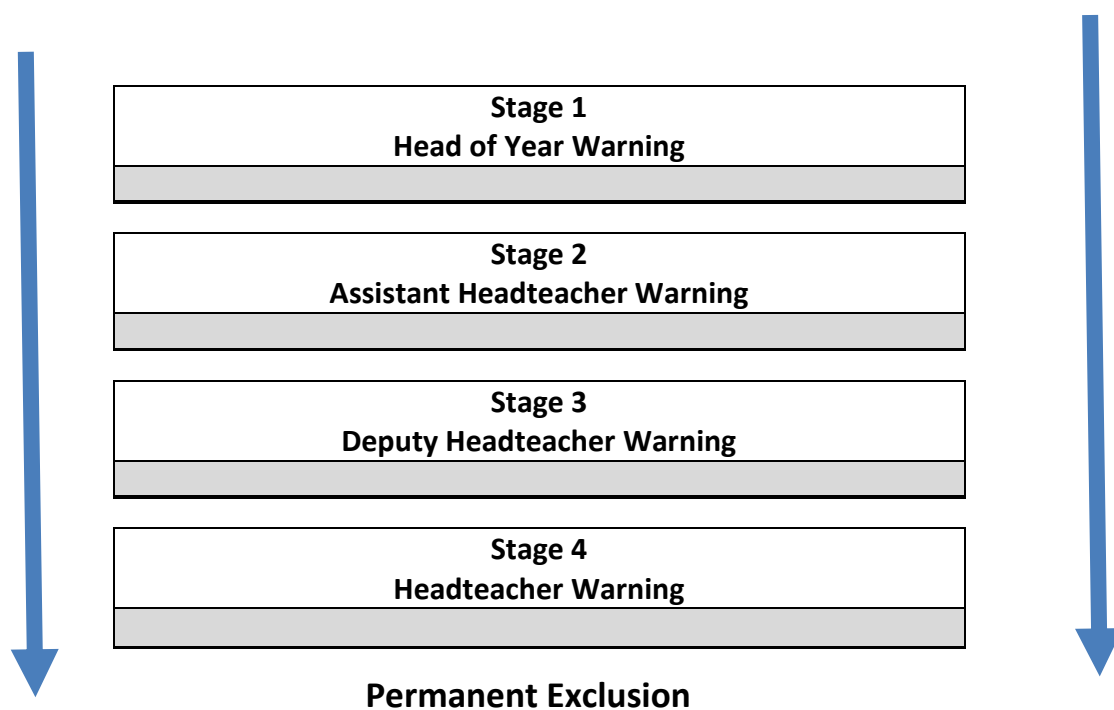 Stage 1
Head of Year Warning
Stage 2
Assistant Headteacher Warning
Stage 3
Deputy Headteacher Warning
Stage 4
Headteacher Warning
Permanent Exclusion